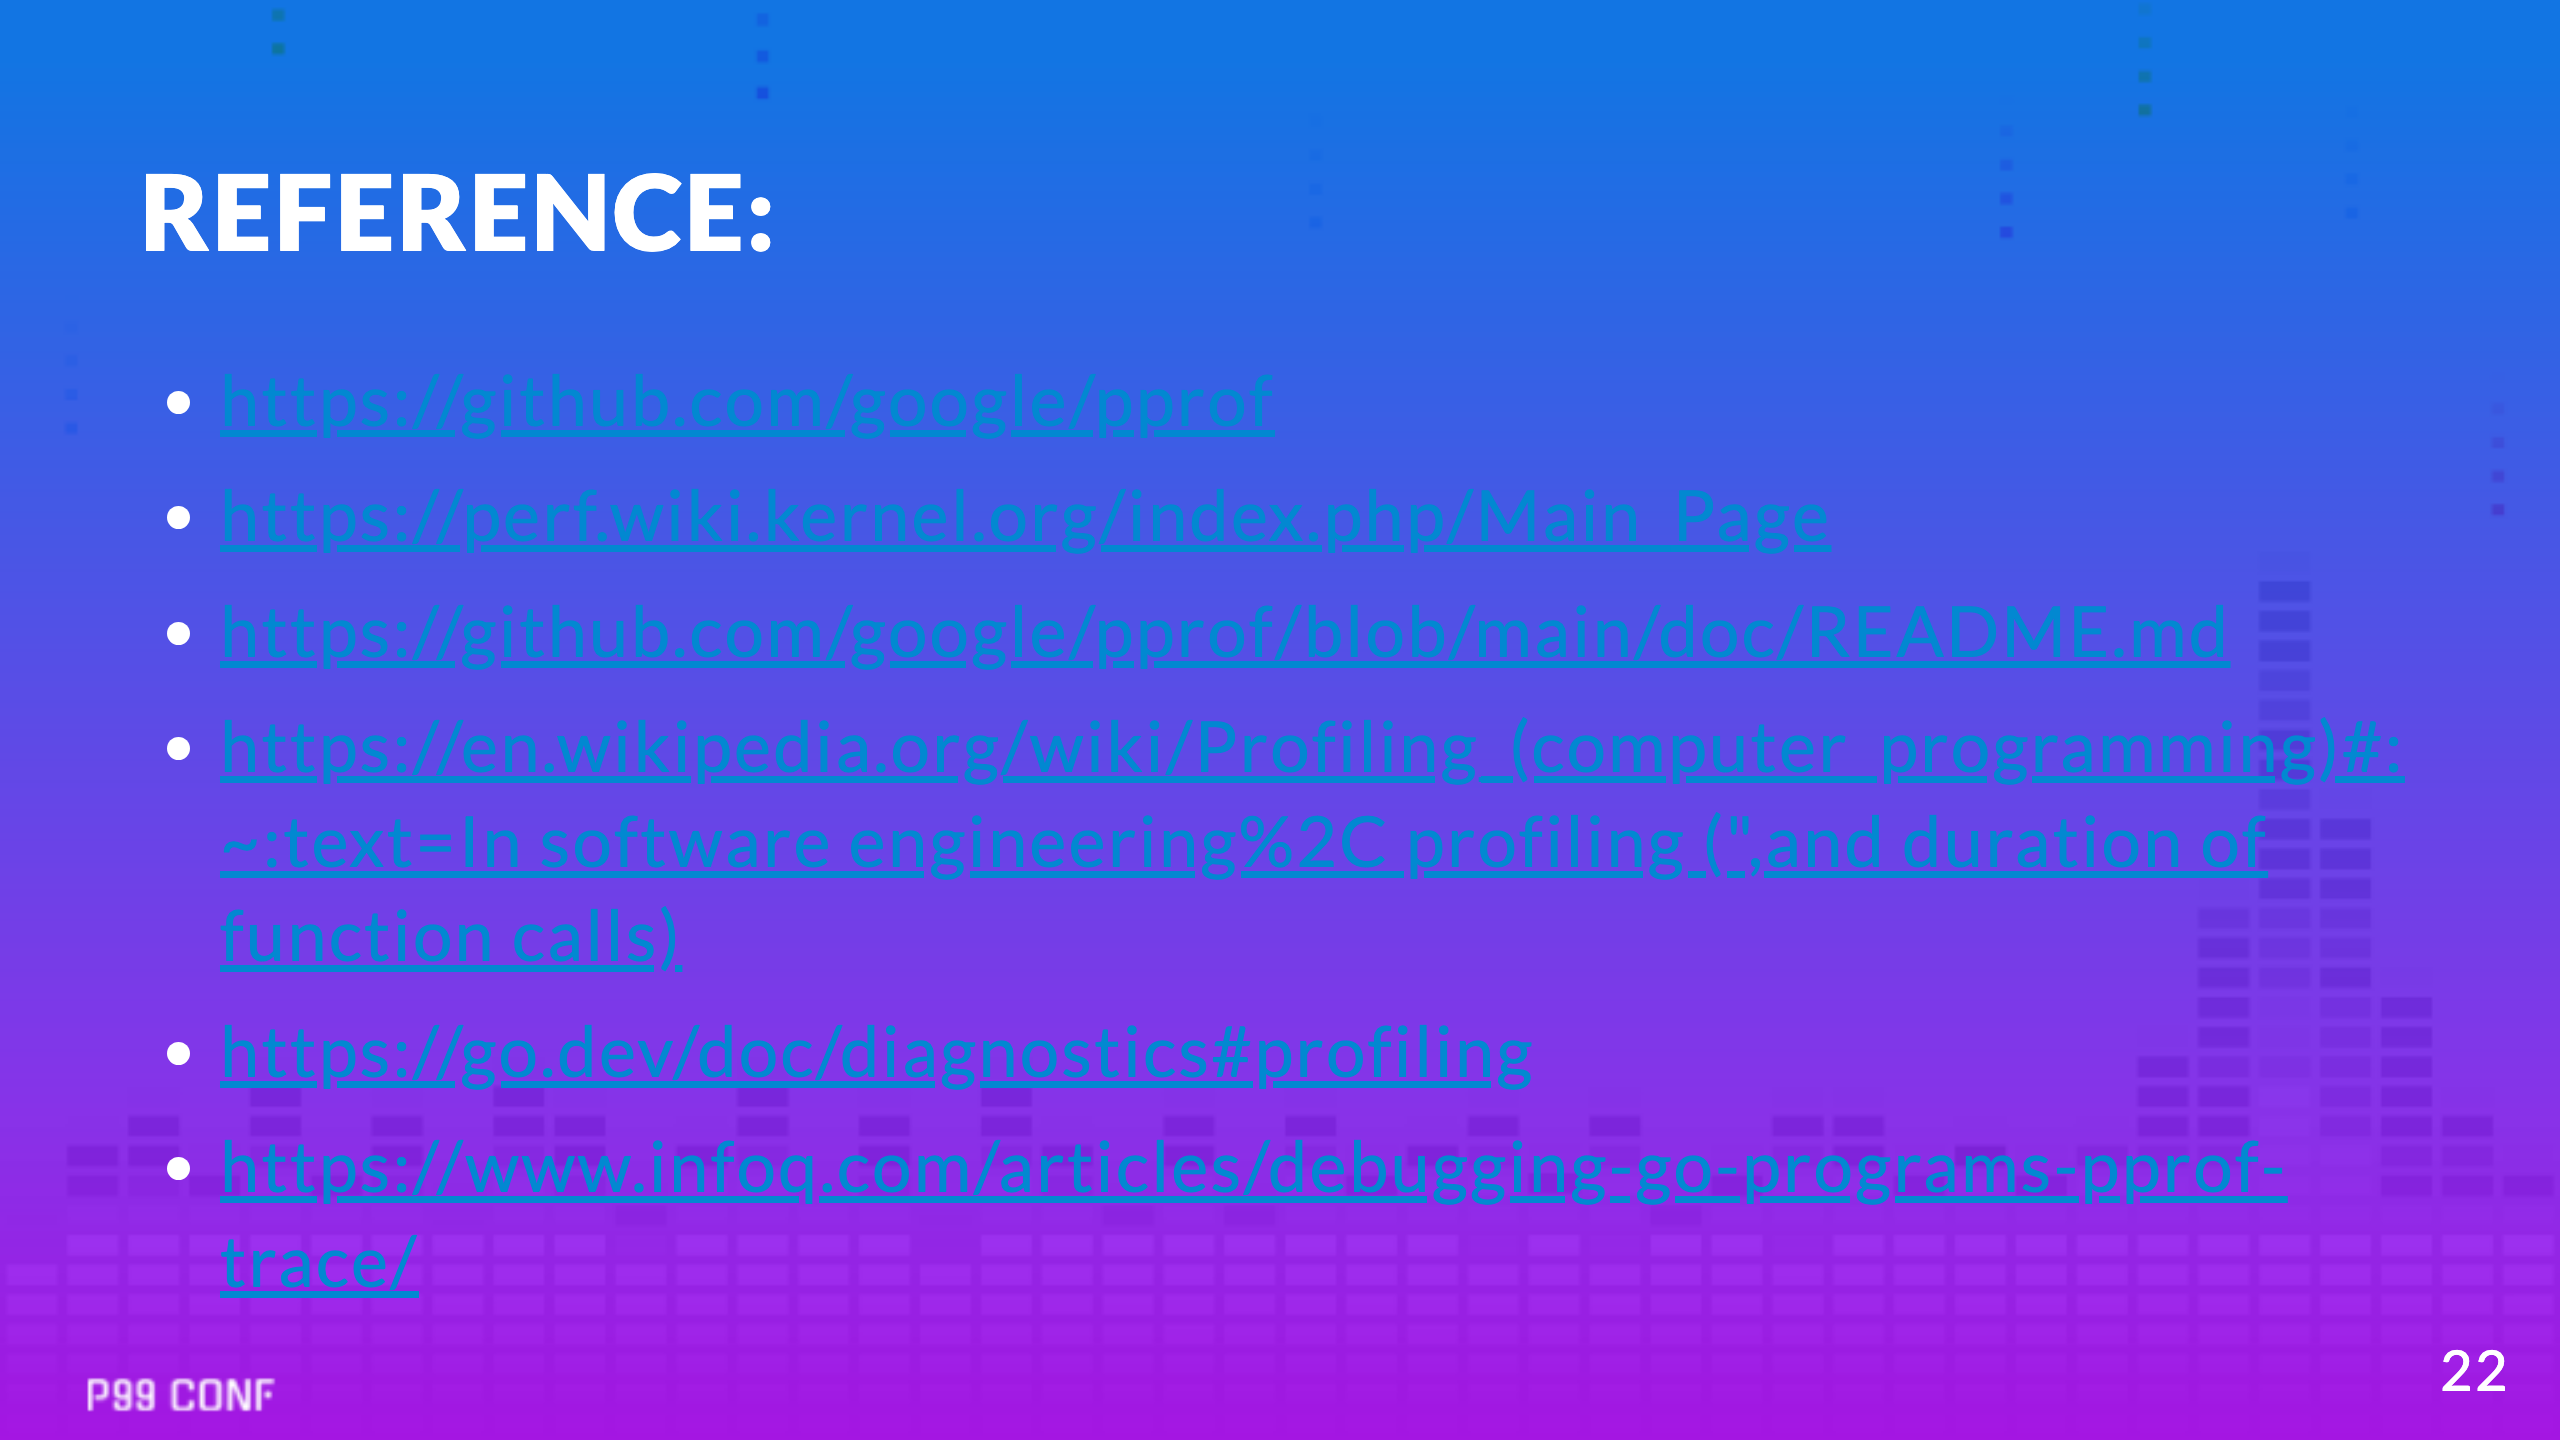 REFERENCE:
• https://github.com/google/pprof
• https://perf.wiki.kernel.org/index.php/Main_Page
• https://github.com/google/pprof/blob/main/doc/README.md
• https://en.wikipedia.org/wiki/Profiling_(computer_programming)#:
~:text=In software engineering%2C profiling (",and duration of
function calls).
• https://go.dev/doc/diagnostics#profiling
• https://www.infoq.com/articles/debugging-go-programs-pprof-
trace/
P99 CONF
22